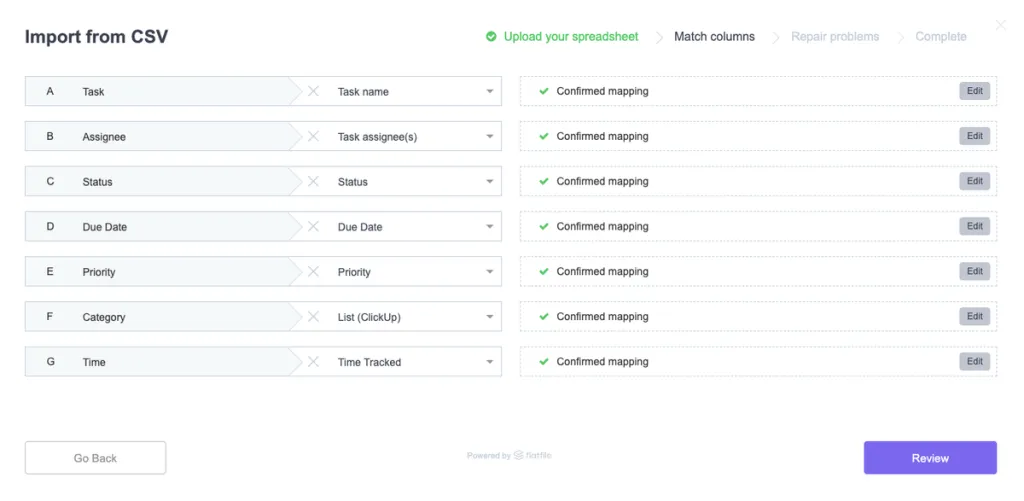 Import from CSV
Upload your spreadsheet Match columns Repair problems Complete
A Task Task name Confirmed mapping Edit
B Assignee Task assignee(s) Confirmed mapping Edit
C Status Status Confirmed mapping Edit
D Due Date Due Date Confirmed mapping Edit
E Priority Priority Confirmed mapping Edit
F Category List (ClickUp) Confirmed mapping Edit
G Time Time Tracked Confirmed mapping Edit
Go Back Powered by flatfile Review